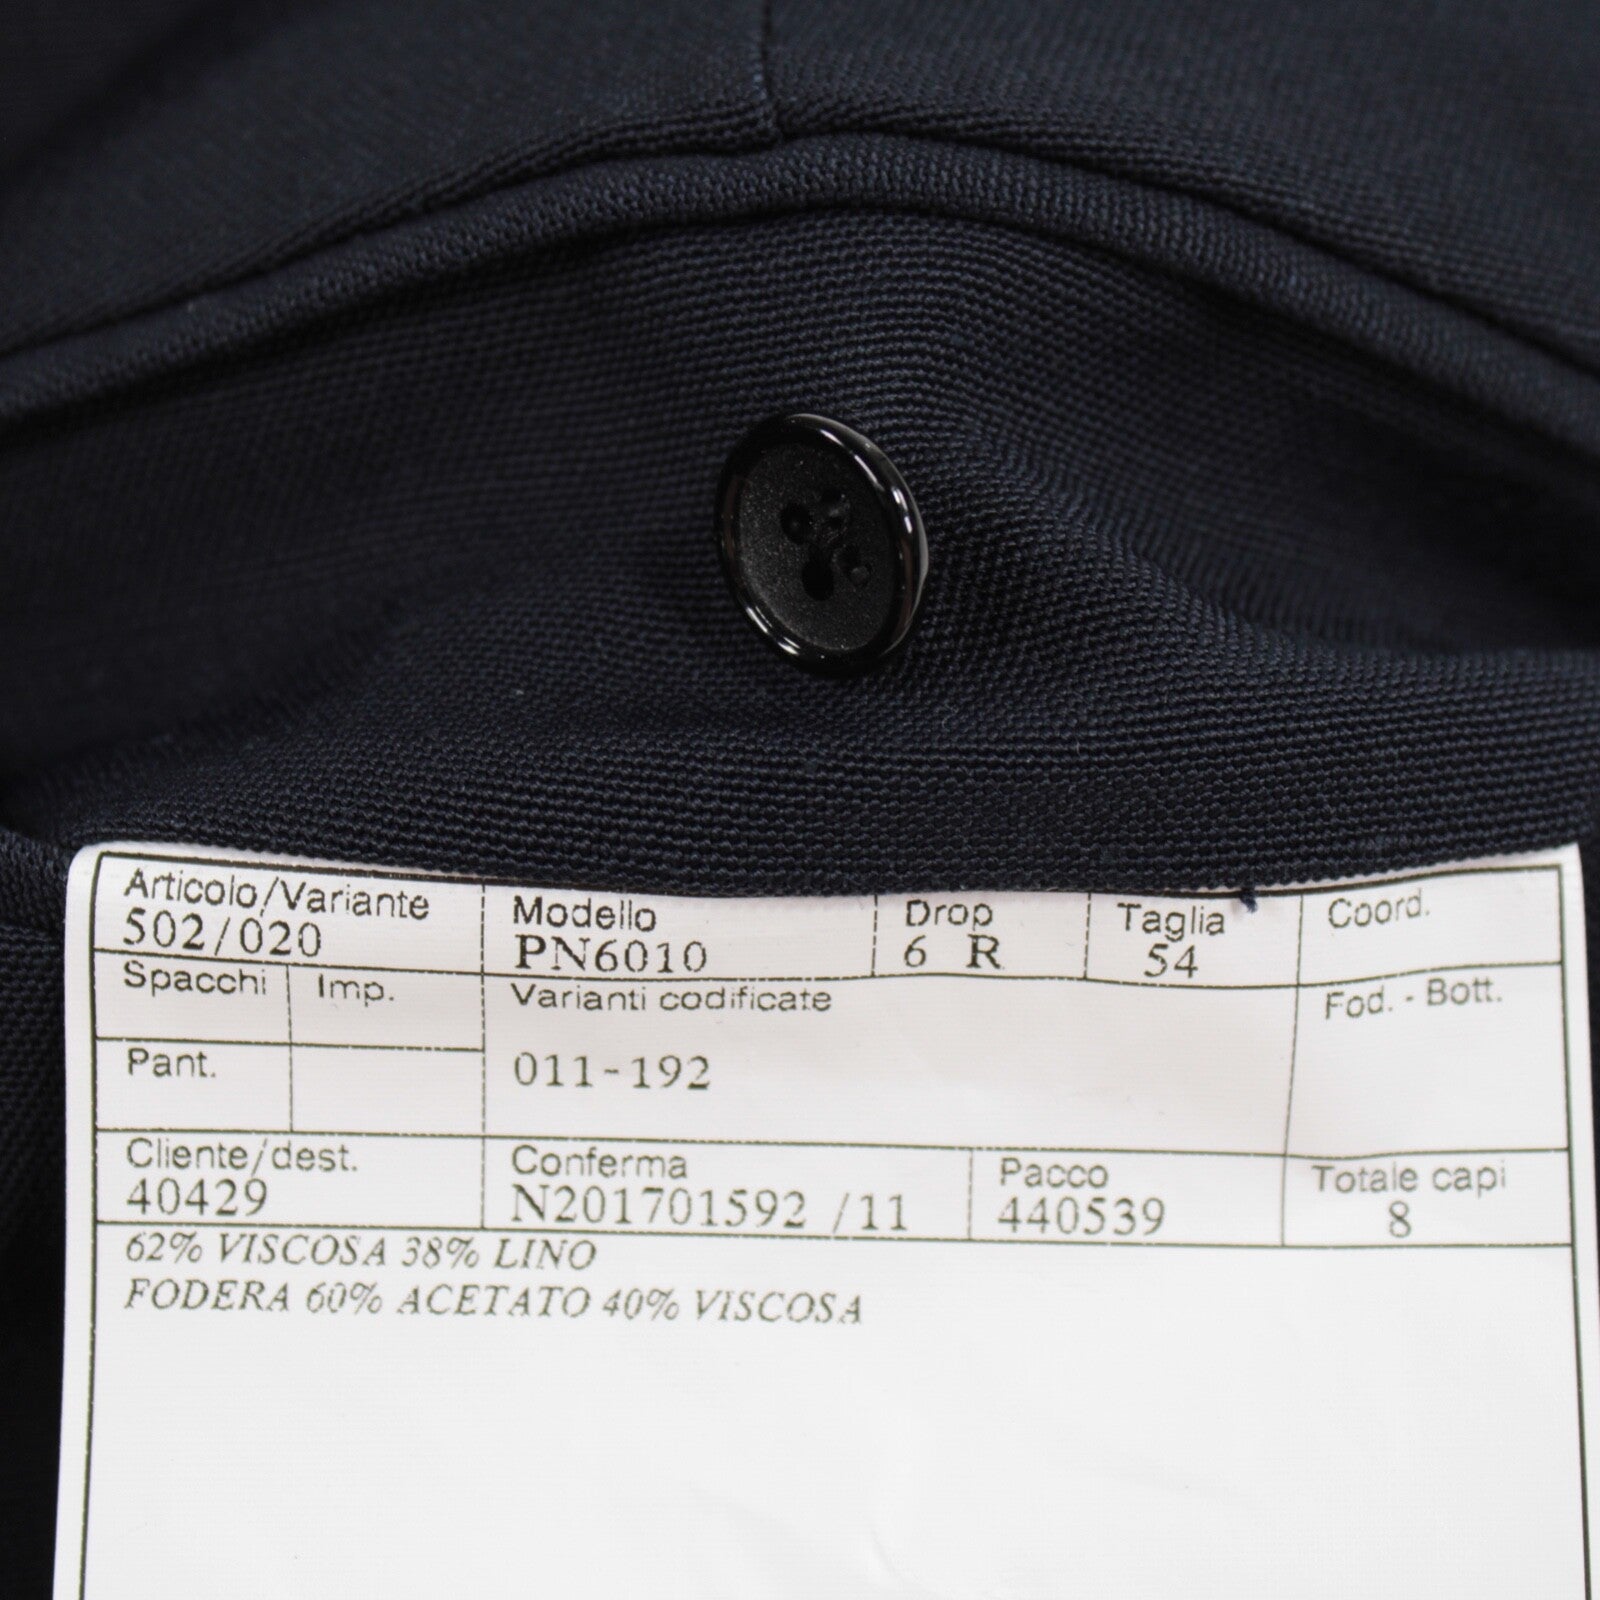 Articolo/Variante Modello Drop Taglia Coord.
502/020 PN6010 6 R 54
Spacchi Imp. Varianti codificate Fod. - Bott.
Pant. 011-192
Cliente/dest. Conferma Pacco Totale capi
40429 N201701592 /11 440539 8
62% VISCOSA 38% LINO
FODERA 60% ACETATO 40% VISCOSA